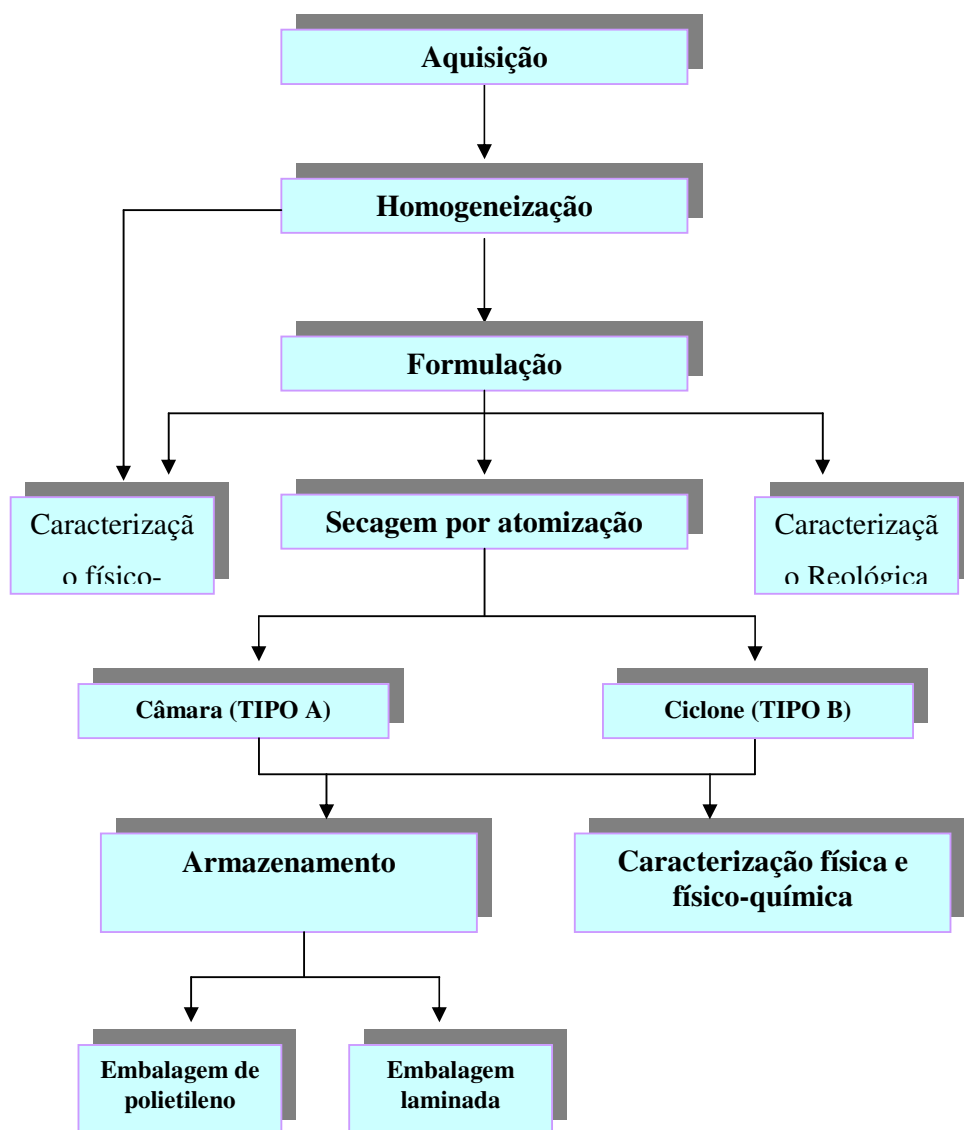 Aquisição
Homogeneização
Formulação
Caracterizaçã
o físico-
Secagem por atomização
Caracterizaçã
o Reológica
Câmara (TIPO A)
Ciclone (TIPO B)
Armazenamento
Caracterização física e
físico-química
Embalagem de
polietileno
Embalagem
laminada